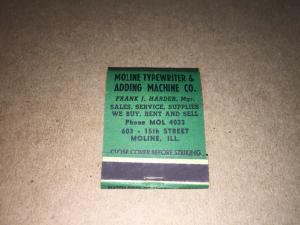 MOLINE TYPEWRITER &
ADDING MACHINE CO.
FRANK J. HARDER, Mgr.
SALES, SERVICE, SUPPLIES
WE BUY, RENT AND SELL
Phone MOL 4033
603 - 15th STREET
MOLINE, ILL.
CLOSE COVER BEFORE STRIKING